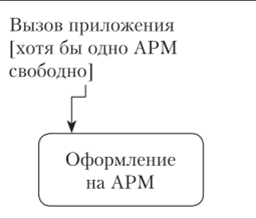 Вызов приложения
[хотя бы одно АРМ
свободно]
Оформление
на АРМ